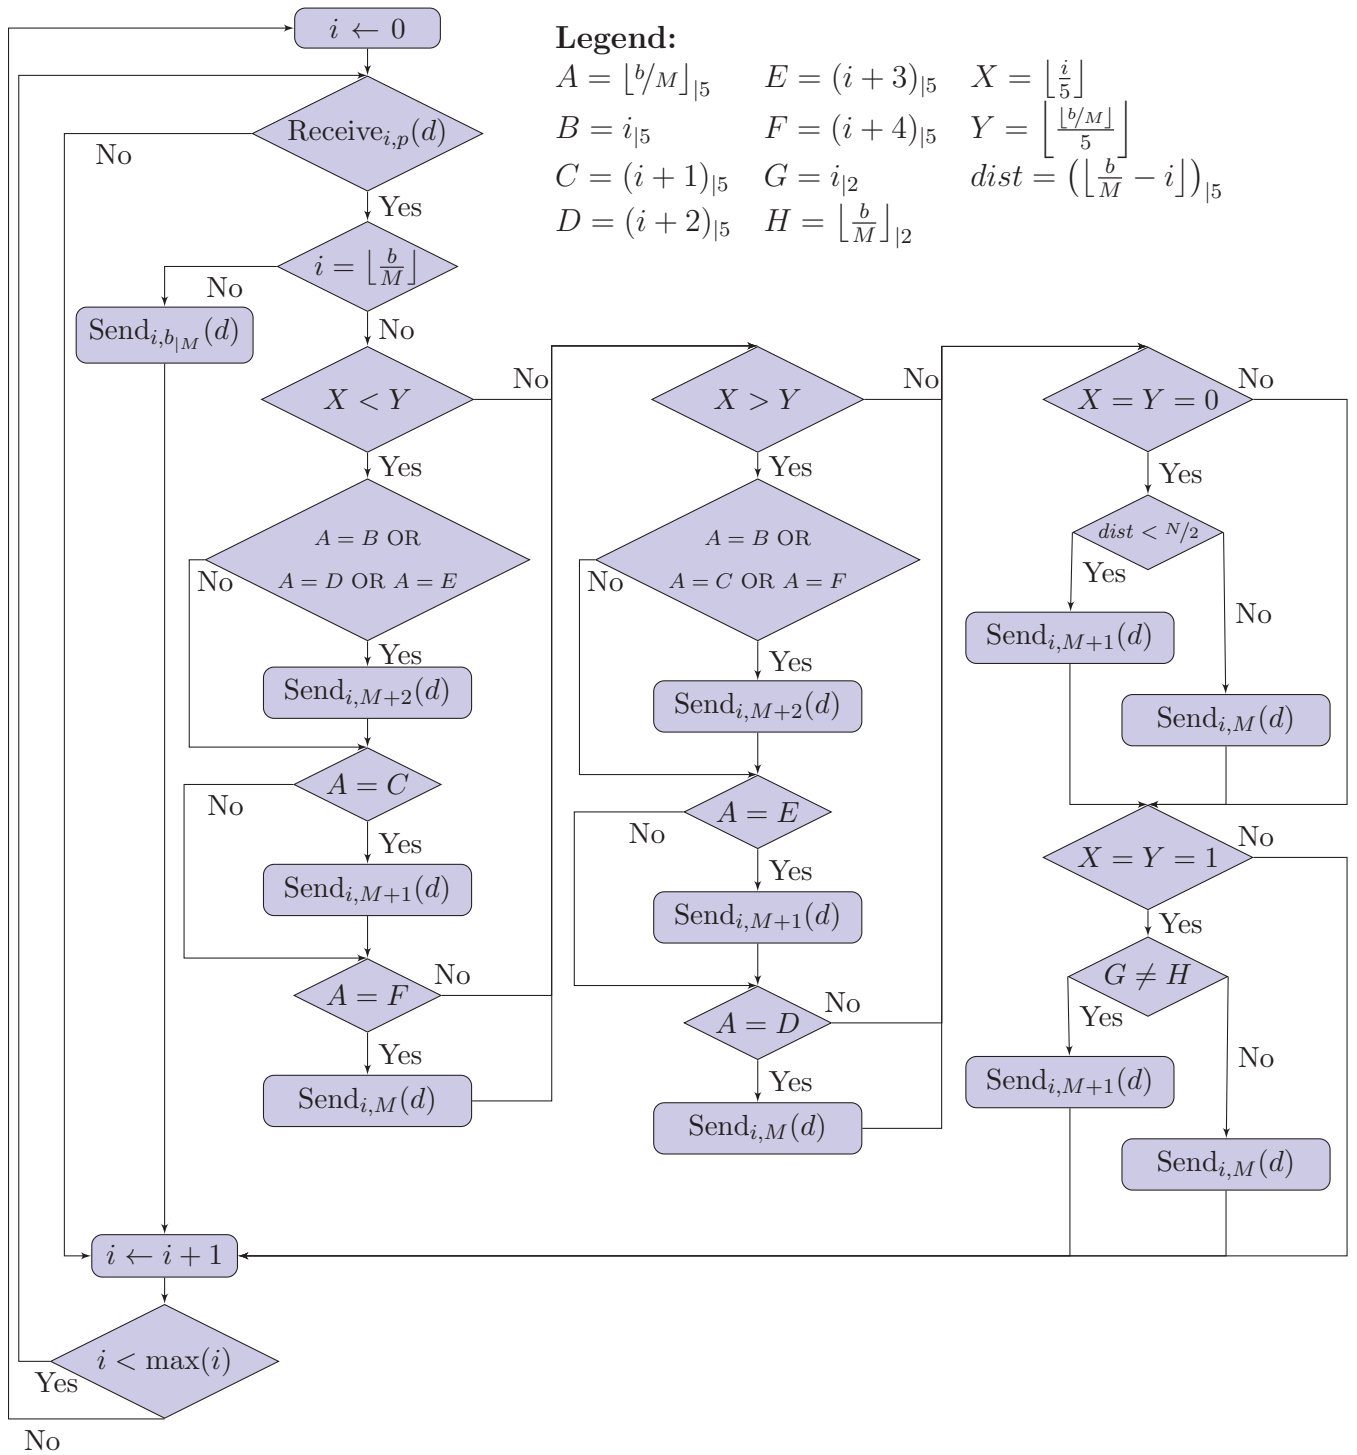 i ← 0
Legend:
A = ⌊b/M⌋_{|5}
E = (i + 3)_{|5}
X = ⌊i/5⌋
B = i_{|5}
F = (i + 4)_{|5}
Y = ⌊⌊b/M⌋/5⌋
C = (i + 1)_{|5}
G = i_{|2}
dist = (⌊b/M − i⌋)_{|5}
D = (i + 2)_{|5}
H = ⌊b/M⌋_{|2}
Receive_{i,p}(d)
No
Yes
i = ⌊b/M⌋
No
Send_{i,b_{|M}}(d)
No
X < Y
No
Yes
A = B OR
A = D OR A = E
No
Yes
Send_{i,M+2}(d)
A = C
No
Yes
Send_{i,M+1}(d)
A = F
No
Yes
Send_{i,M}(d)
X > Y
No
Yes
A = B OR
A = C OR A = F
No
Yes
Send_{i,M+2}(d)
A = E
No
Yes
Send_{i,M+1}(d)
A = D
No
Yes
Send_{i,M}(d)
X = Y = 0
No
Yes
dist < N/2
Yes
No
Send_{i,M+1}(d)
Send_{i,M}(d)
X = Y = 1
No
Yes
G ≠ H
Yes
No
Send_{i,M+1}(d)
Send_{i,M}(d)
i ← i + 1
i < max(i)
Yes
No